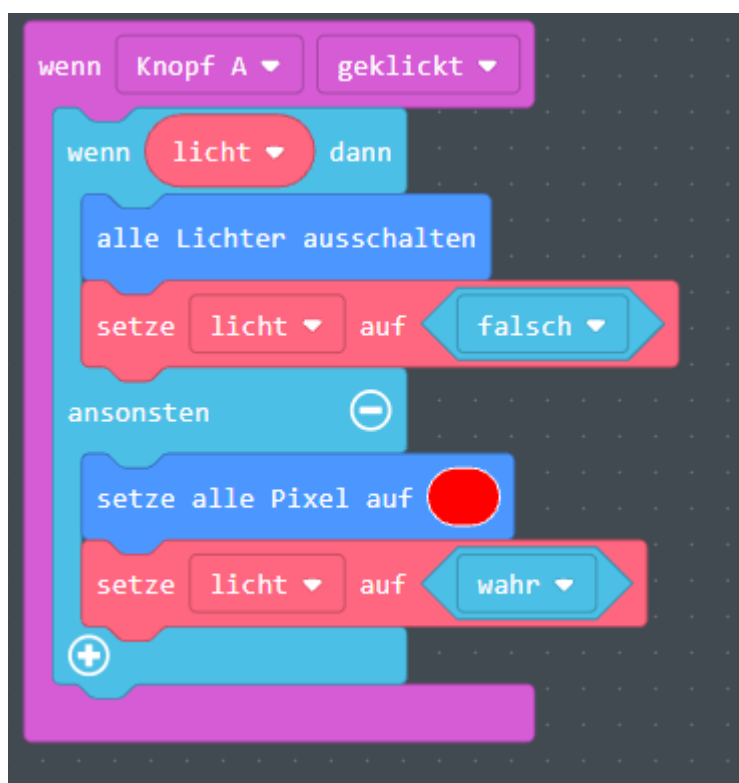 wenn Knopf A geklickt
wenn licht dann
alle Lichter ausschalten
setze licht auf falsch
ansonsten
setze alle Pixel auf
setze licht auf wahr